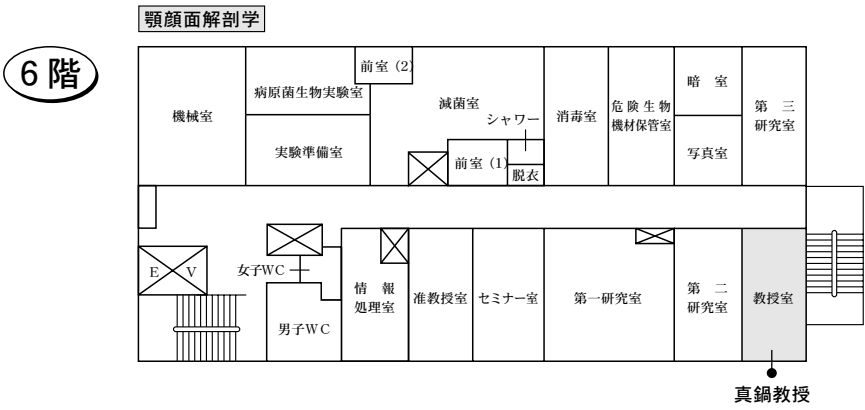 顎顔面解剖学
6階
機械室
病原菌生物実験室
前室 (2)
実験準備室
滅菌室
シャワー
前室 (1)
脱衣
消毒室
危険生物
機材保管室
暗 室
写真室
第 三
研究室
E V
女子WC
男子WC
情 報
処理室
准教授室
セミナー室
第一研究室
第 二
研究室
教授室
真鍋教授